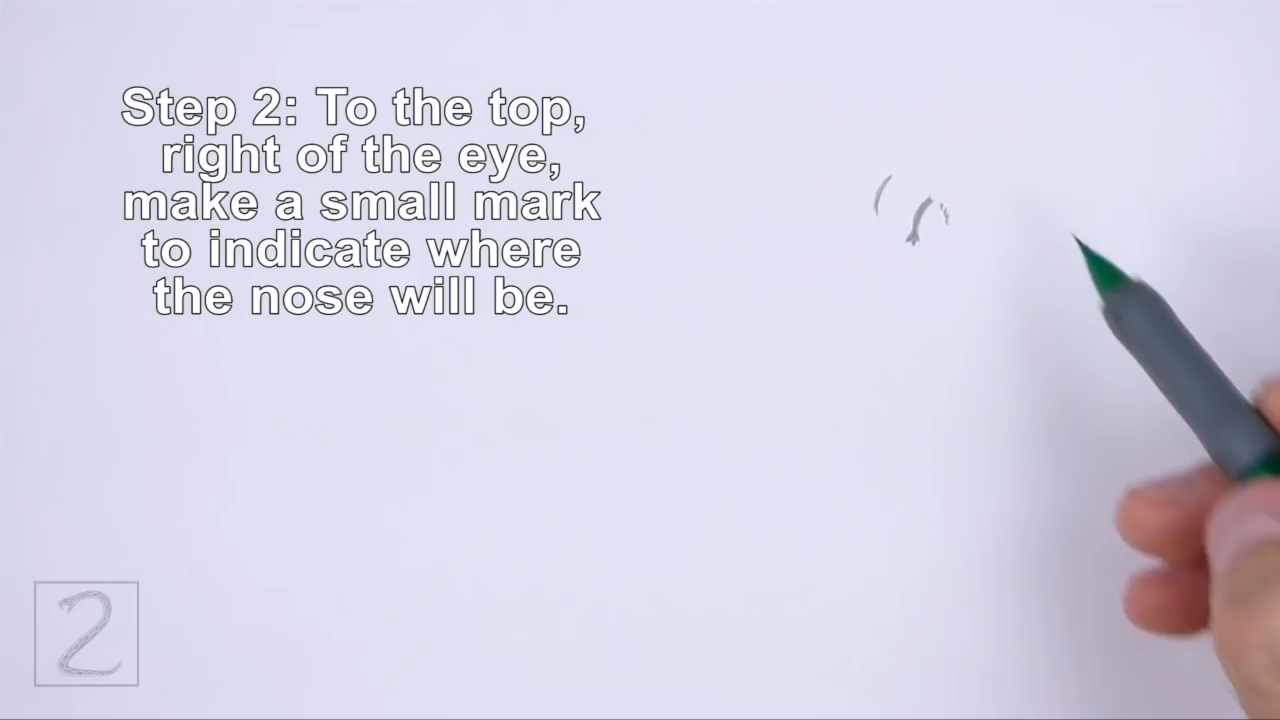 Step 2: To the top,
right of the eye,
make a small mark
to indicate where
the nose will be.
2